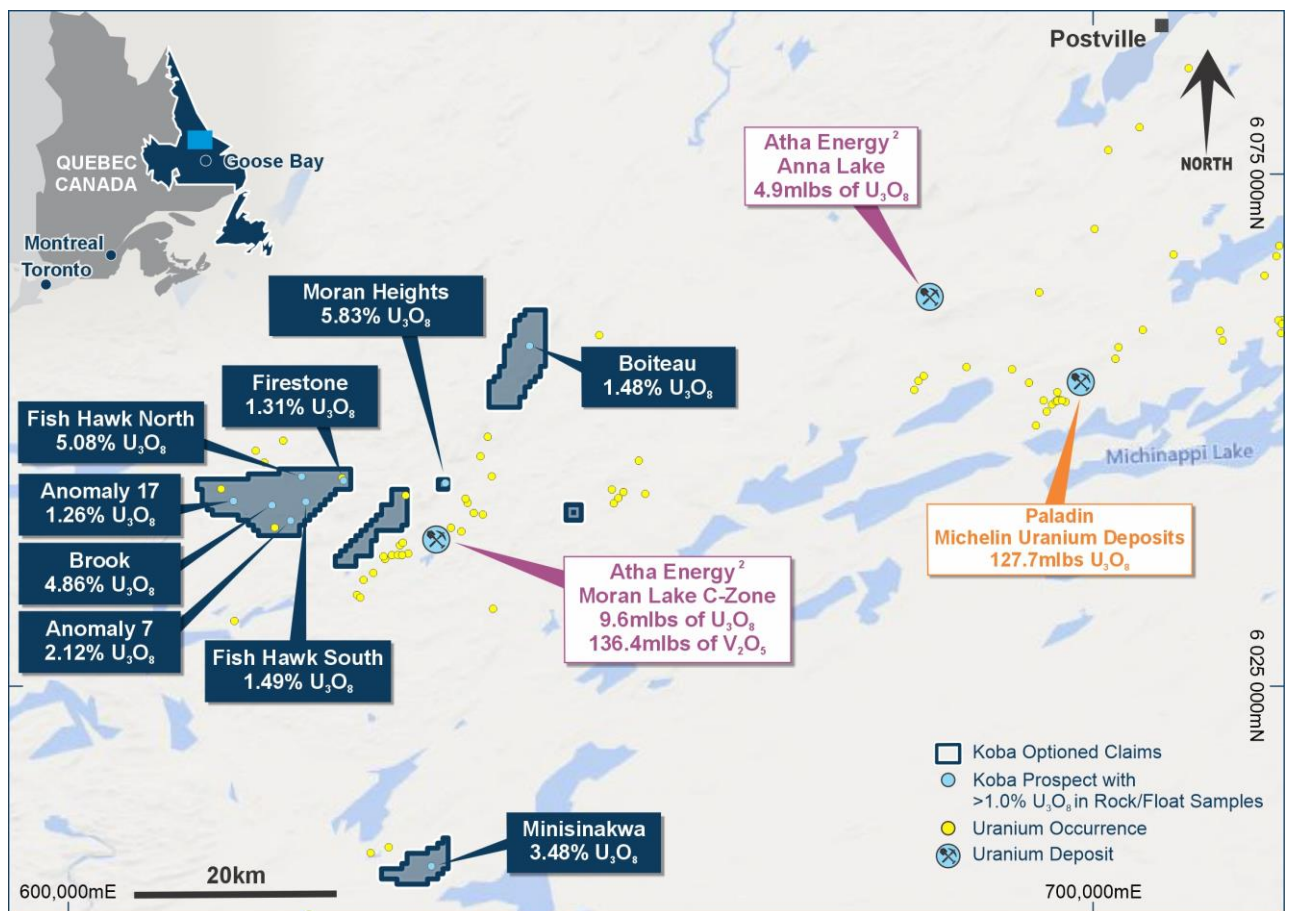 Postville
NORTH
6 075 000mN
QUEBEC
CANADA
Goose Bay
Montreal
Toronto
Atha Energy²
Anna Lake
4.9mlbs of U₃O₈
Moran Heights
5.83% U₃O₈
Boiteau
1.48% U₃O₈
Firestone
1.31% U₃O₈
Fish Hawk North
5.08% U₃O₈
Anomaly 17
1.26% U₃O₈
Brook
4.86% U₃O₈
Anomaly 7
2.12% U₃O₈
Fish Hawk South
1.49% U₃O₈
Michinappi Lake
Paladin
Michelin Uranium Deposits
127.7mlbs U₃O₈
Atha Energy²
Moran Lake C-Zone
9.6mlbs of U₃O₈
136.4mlbs of V₂O₅
6 025 000mN
Koba Optioned Claims
Koba Prospect with
>1.0% U₃O₈ in Rock/Float Samples
Uranium Occurrence
Uranium Deposit
Minisinakwa
3.48% U₃O₈
20km
600,000mE
700,000mE